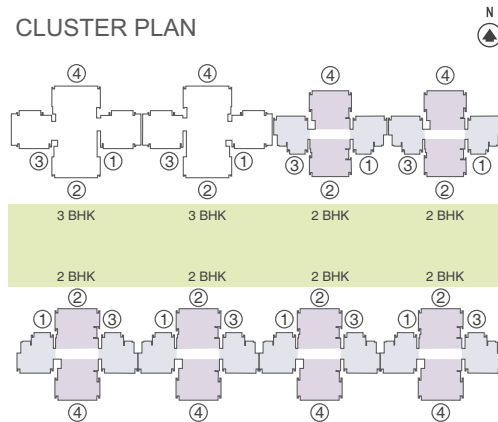 CLUSTER PLAN
N
4 4 4 4
3 1 3 1 3 1 3 1
2 2 2 2
3 BHK 3 BHK 2 BHK 2 BHK
2 BHK 2 BHK 2 BHK 2 BHK
2 2 2 2
1 3 1 3 1 3 1 3
4 4 4 4